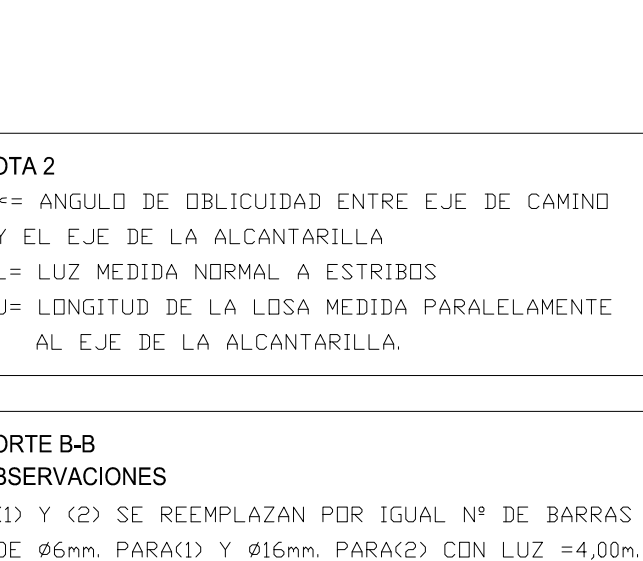 OTA 2
<= ANGULO DE OBLICUIDAD ENTRE EJE DE CAMINO
Y EL EJE DE LA ALCANTARILLA
L= LUZ MEDIDA NORMAL A ESTRIBOS
J= LONGITUD DE LA LOSA MEDIDA PARALELAMENTE
AL EJE DE LA ALCANTARILLA.
ORTE B-B
BSERVACIONES
(1) Y (2) SE REEMPLAZAN POR IGUAL Nº DE BARRAS
DE Ø6mm. PARA(1) Y Ø16mm. PARA(2) CON LUZ =4,00m.